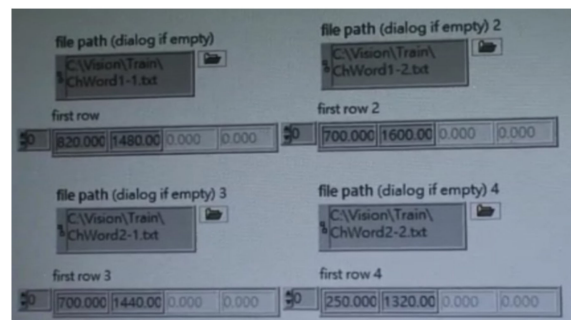 file path (dialog if empty)
C:\Vision\Train\
ChWord1-1.txt
first row
0 820.000 1480.00 0.000 0.000
file path (dialog if empty) 2
C:\Vision\Train\
ChWord1-2.txt
first row 2
0 700.000 1600.00 0.000 0.000
file path (dialog if empty) 3
C:\Vision\Train\
ChWord2-1.txt
first row 3
0 700.000 1440.00 0.000 0.000
file path (dialog if empty) 4
C:\Vision\Train\
ChWord2-2.txt
first row 4
0 250.000 1320.00 0.000 0.000